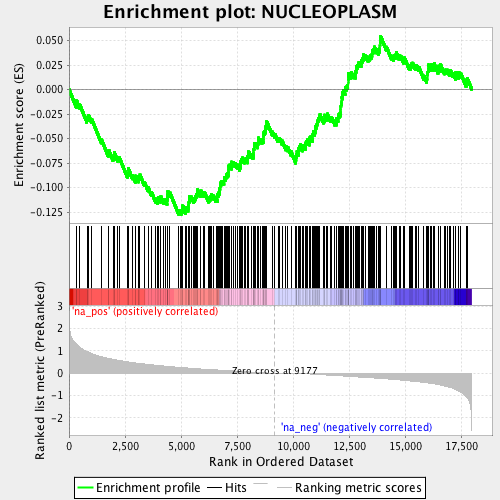 Enrichment plot: NUCLEOPLASM
Enrichment score (ES)
0.050
0.025
0.000
-0.025
-0.050
-0.075
-0.100
-0.125
'na_pos' (positively correlated)
Ranked list metric (PreRanked)
3
2
1
0
-1
-2
Zero cross at 9177
'na_neg' (negatively correlated)
0
2,500
5,000
7,500
10,000
12,500
15,000
17,500
Rank in Ordered Dataset
Enrichment profile
Hits
Ranking metric scores